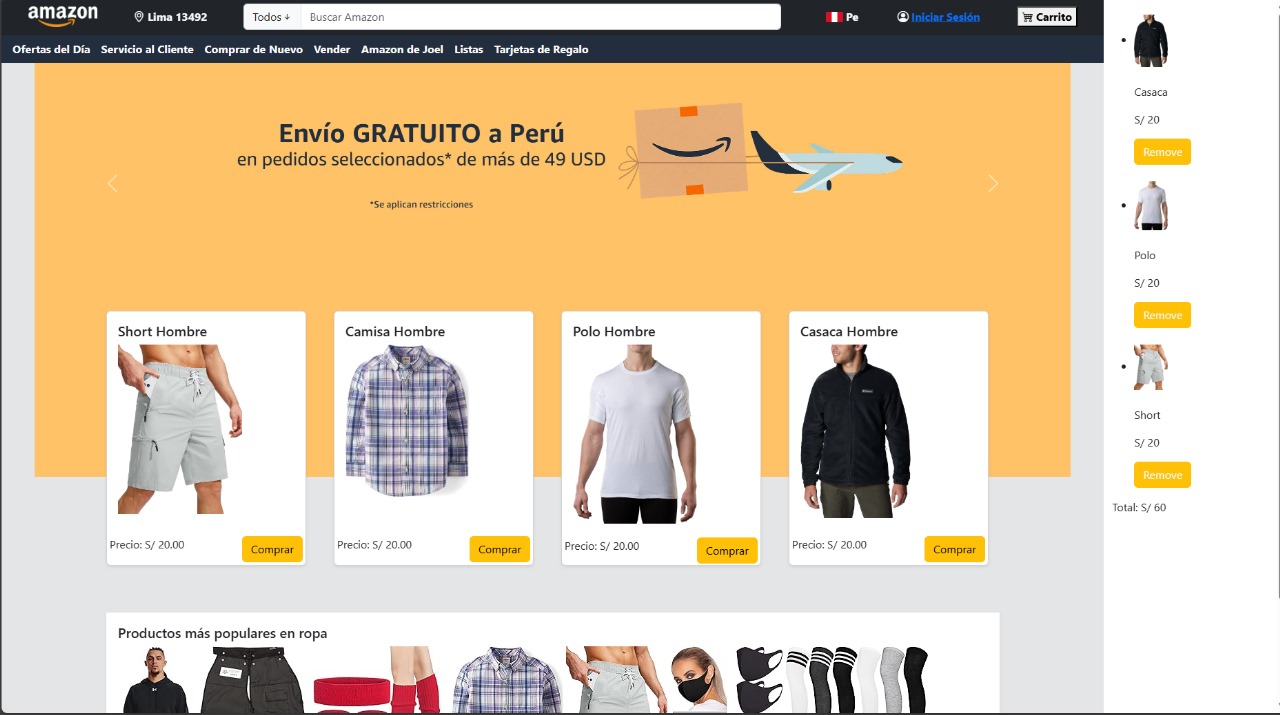 amazon
Lima 13492
Todos ↓
Buscar Amazon
Pe
Iniciar Sesión
Carrito
Ofertas del Día Servicio al Cliente Comprar de Nuevo Vender Amazon de Joel Listas Tarjetas de Regalo
Envío GRATUITO a Perú
en pedidos seleccionados* de más de 49 USD
*Se aplican restricciones
Short Hombre
Precio: S/ 20.00
Comprar
Camisa Hombre
Precio: S/ 20.00
Comprar
Polo Hombre
Precio: S/ 20.00
Comprar
Casaca Hombre
Precio: S/ 20.00
Comprar
Productos más populares en ropa
Casaca
S/ 20
Remove
Polo
S/ 20
Remove
Short
S/ 20
Remove
Total: S/ 60